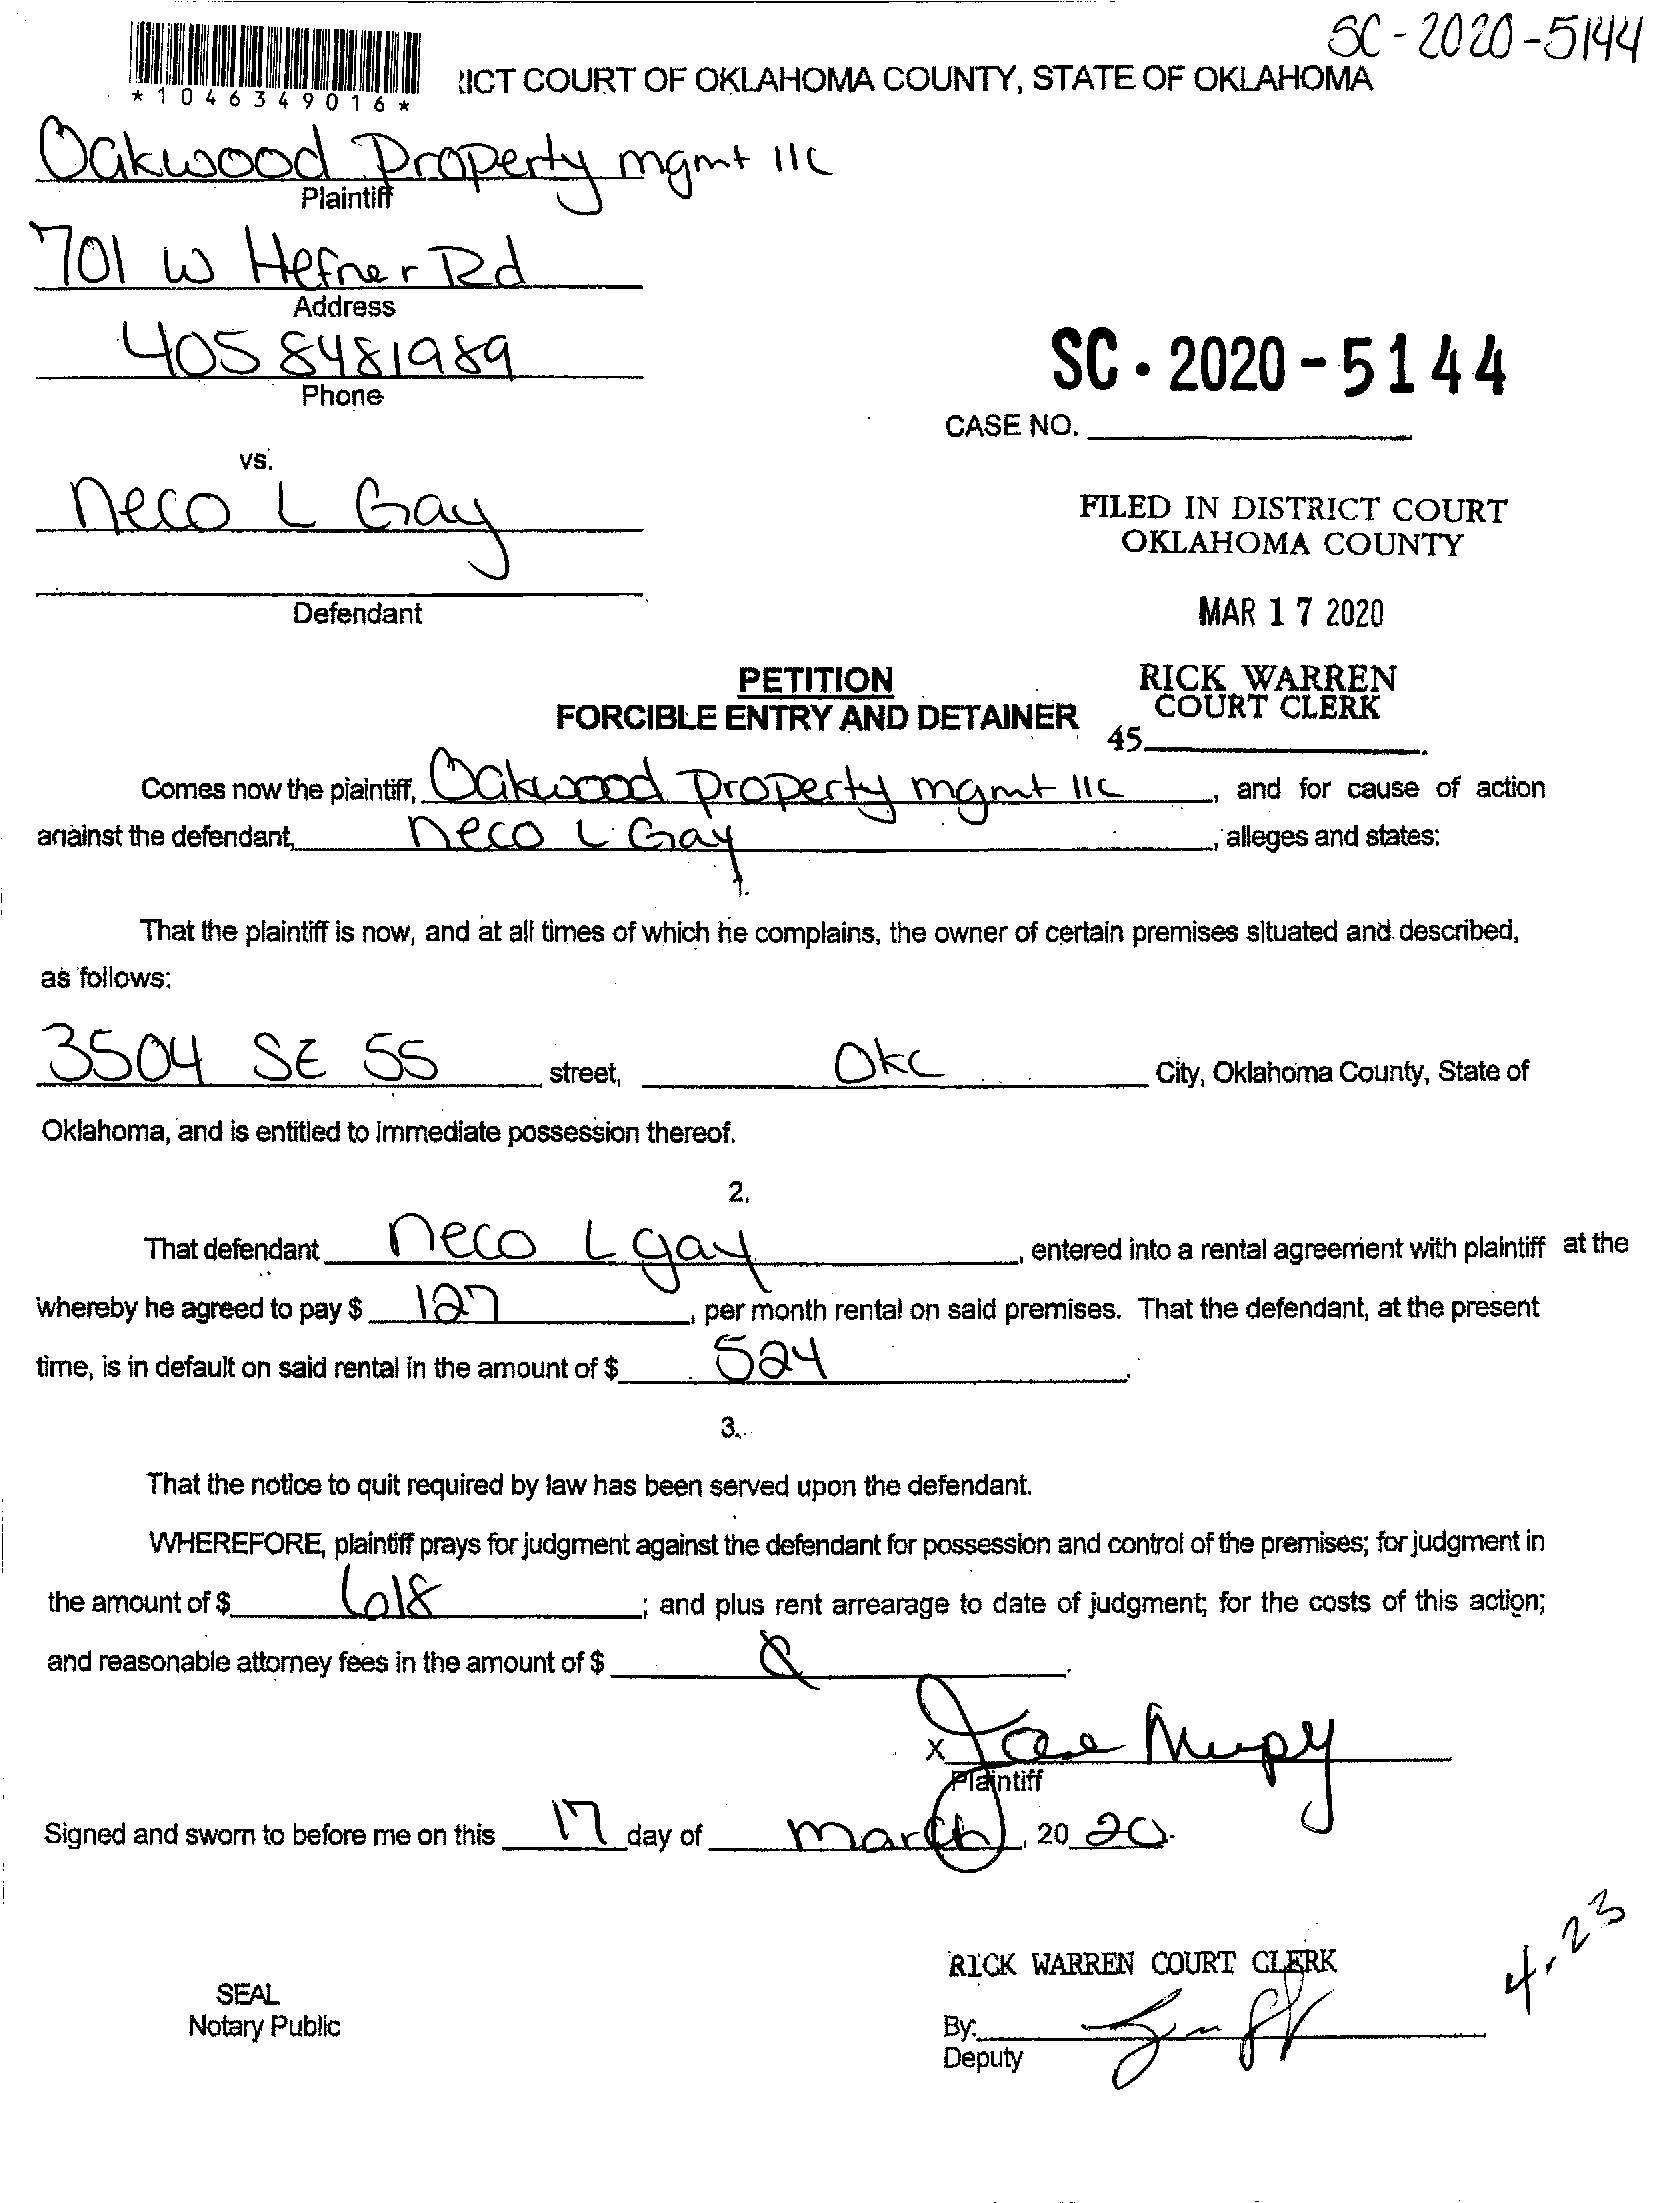 SC-2020-5144
ICT COURT OF OKLAHOMA COUNTY, STATE OF OKLAHOMA
*1046349016*
Oakwood Property mgmt llc
Plaintiff
701 W Hefner Rd
Address
405 8481989
Phone
SC-2020-5144
CASE NO.
vs.
Neco L Gay
FILED IN DISTRICT COURT
OKLAHOMA COUNTY
Defendant
MAR 17 2020
PETITION
FORCIBLE ENTRY AND DETAINER
RICK WARREN
COURT CLERK
45
Comes now the plaintiff, Oakwood Property mgmt llc, and for cause of action
against the defendant, Neco L Gay, alleges and states:
1.
That the plaintiff is now, and at all times of which he complains, the owner of certain premises situated and described,
as follows:
3504 SE 55 street, OKC City, Oklahoma County, State of
Oklahoma, and is entitled to immediate possession thereof.
2.
That defendant Neco L gay, entered into a rental agreement with plaintiff at the
whereby he agreed to pay $ 127, per month rental on said premises. That the defendant, at the present
time, is in default on said rental in the amount of $ 524.
3.
That the notice to quit required by law has been served upon the defendant.
WHEREFORE, plaintiff prays for judgment against the defendant for possession and control of the premises; for judgment in
the amount of $ 618; and plus rent arrearage to date of judgment; for the costs of this action;
and reasonable attorney fees in the amount of $
X
Plaintiff
Signed and sworn to before me on this 17 day of March, 2020.
4-23
RICK WARREN COURT CLERK
SEAL
Notary Public
By:
Deputy